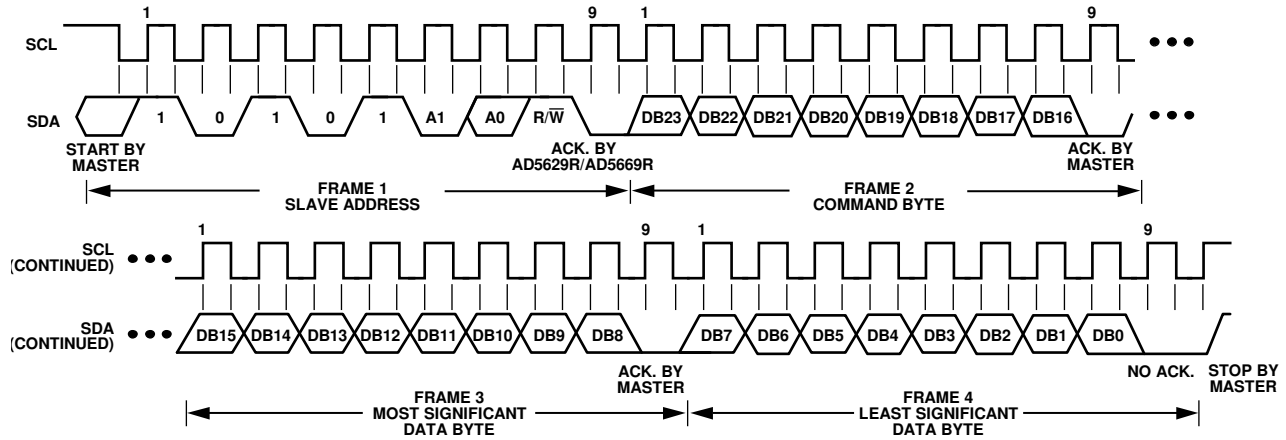 1 9 1 9
SCL
SDA
1 0 1 0 1 A1 A0 R/W DB23 DB22 DB21 DB20 DB19 DB18 DB17 DB16
START BY
MASTER
ACK. BY
AD5629R/AD5669R
ACK. BY
MASTER
FRAME 1
SLAVE ADDRESS
FRAME 2
COMMAND BYTE
1 9 1 9
SCL
(CONTINUED)
SDA
(CONTINUED)
DB15 DB14 DB13 DB12 DB11 DB10 DB9 DB8 DB7 DB6 DB5 DB4 DB3 DB2 DB1 DB0
ACK. BY
MASTER
NO ACK.
STOP BY
MASTER
FRAME 3
MOST SIGNIFICANT
DATA BYTE
FRAME 4
LEAST SIGNIFICANT
DATA BYTE